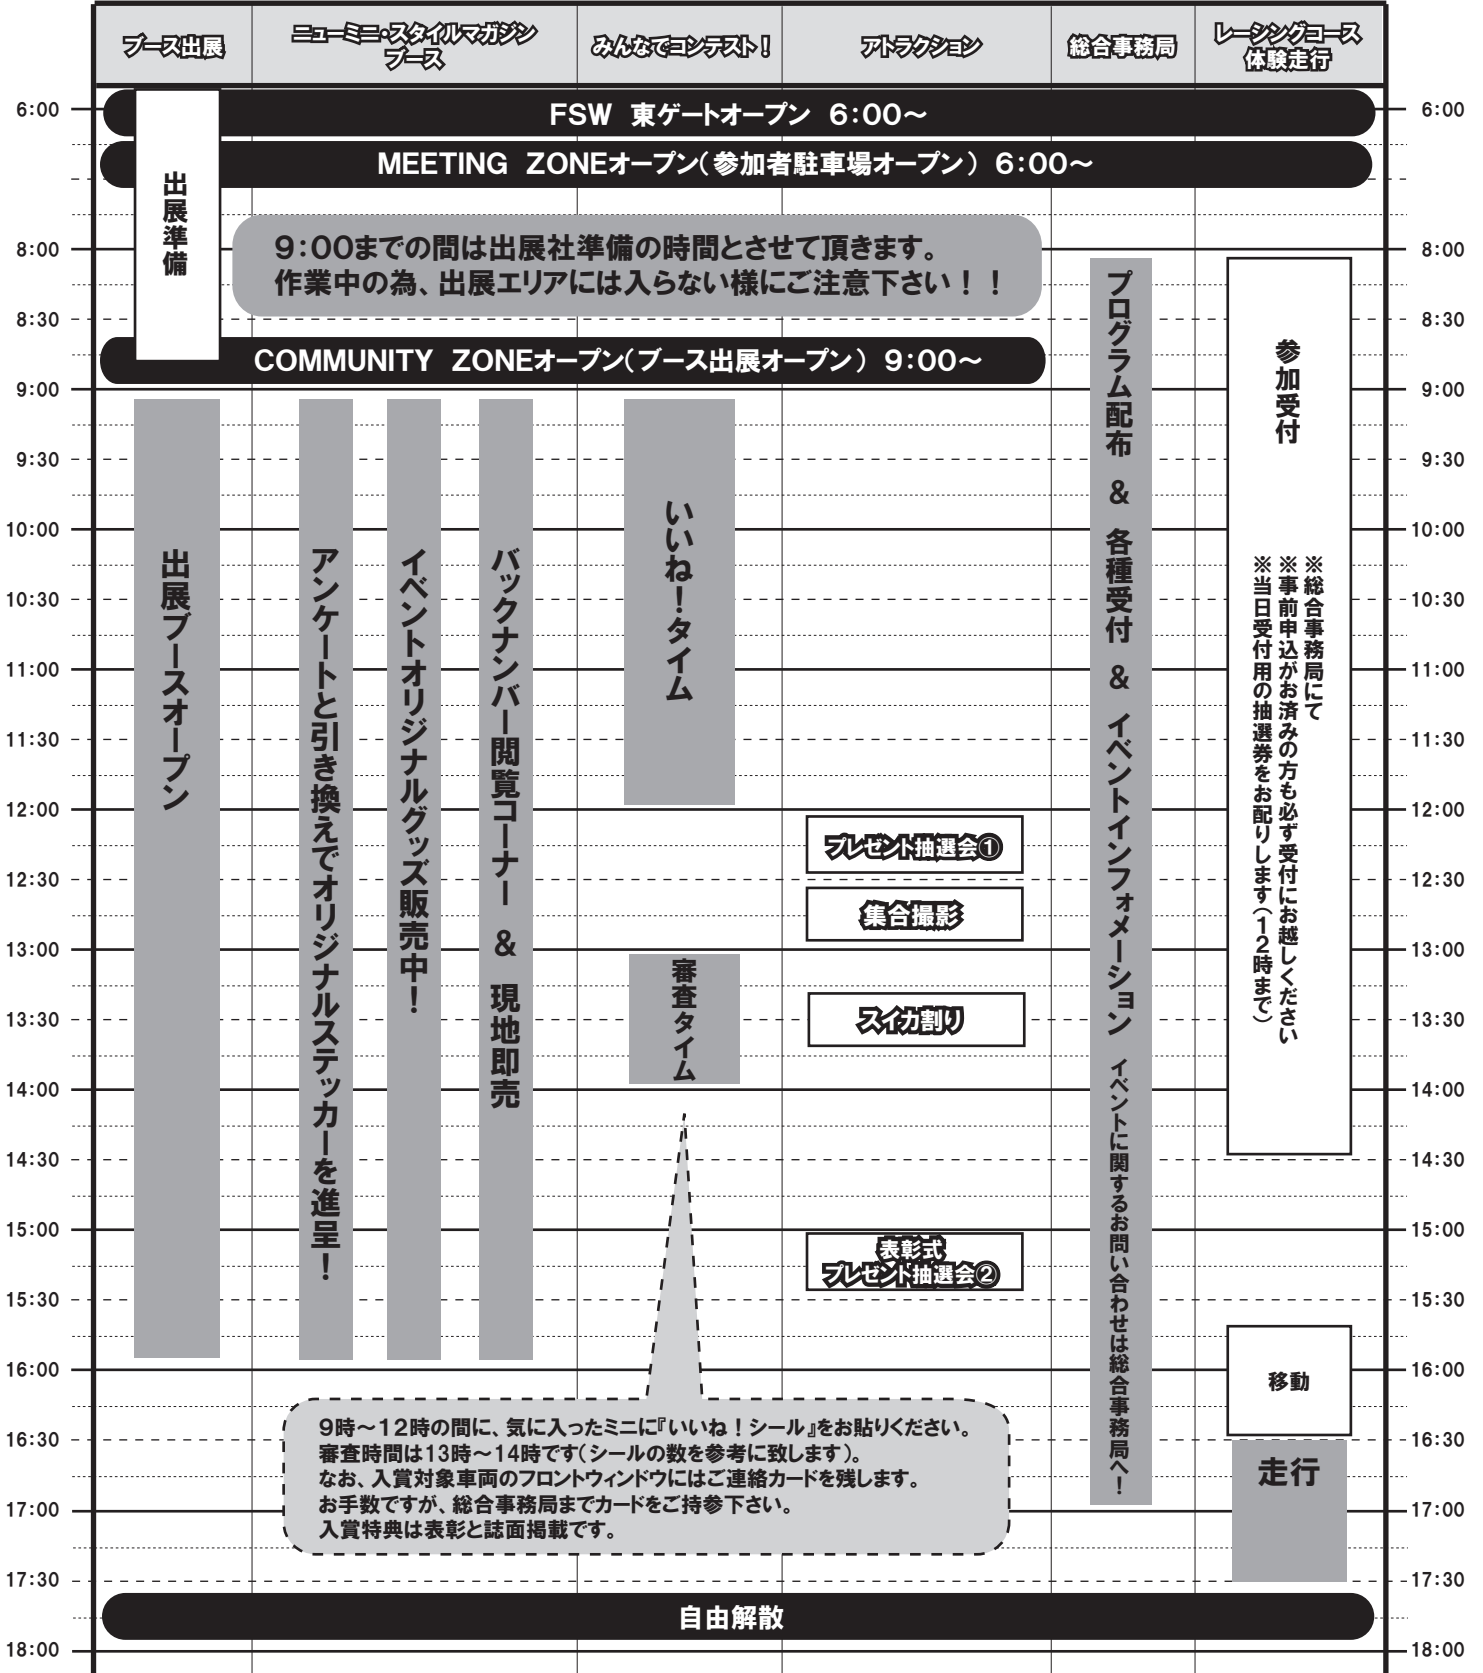 ブース出展
ニューミニ・スタイルマガジン
ブース
みんなでコンテスト！
アトラクション
総合事務局
レーシングコース
体験走行
6:00
FSW 東ゲートオープン 6:00～
6:00
MEETING ZONEオープン（参加者駐車場オープン） 6:00～
出展準備
8:00
9:00までの間は出展社準備の時間とさせて頂きます。
作業中の為、出展エリアには入らない様にご注意下さい！！
8:00
8:30
8:30
COMMUNITY ZONEオープン（ブース出展オープン） 9:00～
9:00
9:00
9:30
9:30
10:00
10:00
10:30
10:30
11:00
11:00
11:30
11:30
12:00
12:00
12:30
12:30
13:00
13:00
13:30
13:30
14:00
14:00
14:30
14:30
15:00
15:00
15:30
15:30
16:00
16:00
16:30
16:30
17:00
17:00
17:30
17:30
18:00
18:00
出展ブースオープン
アンケートと引き換えでオリジナルステッカーを進呈！
イベントオリジナルグッズ販売中！
バックナンバー閲覧コーナー & 現地即売
いいね！タイム
審査タイム
プレゼント抽選会①
集合撮影
スイカ割り
表彰式
プレゼント抽選会②
プログラム配布 & 各種受付 & イベントインフォメーション イベントに関するお問い合わせは総合事務局へ！
参加受付
※総合事務局にて
※事前申込がお済みの方も必ず受付にお越しください
※当日受付用の抽選券をお配りします（12時まで）
移動
走行
9時～12時の間に、気に入ったミニに『いいね！シール』をお貼りください。
審査時間は13時～14時です（シールの数を参考に致します）。
なお、入賞対象車両のフロントウィンドウにはご連絡カードを残します。
お手数ですが、総合事務局までカードをご持参下さい。
入賞特典は表彰と誌面掲載です。
自由解散